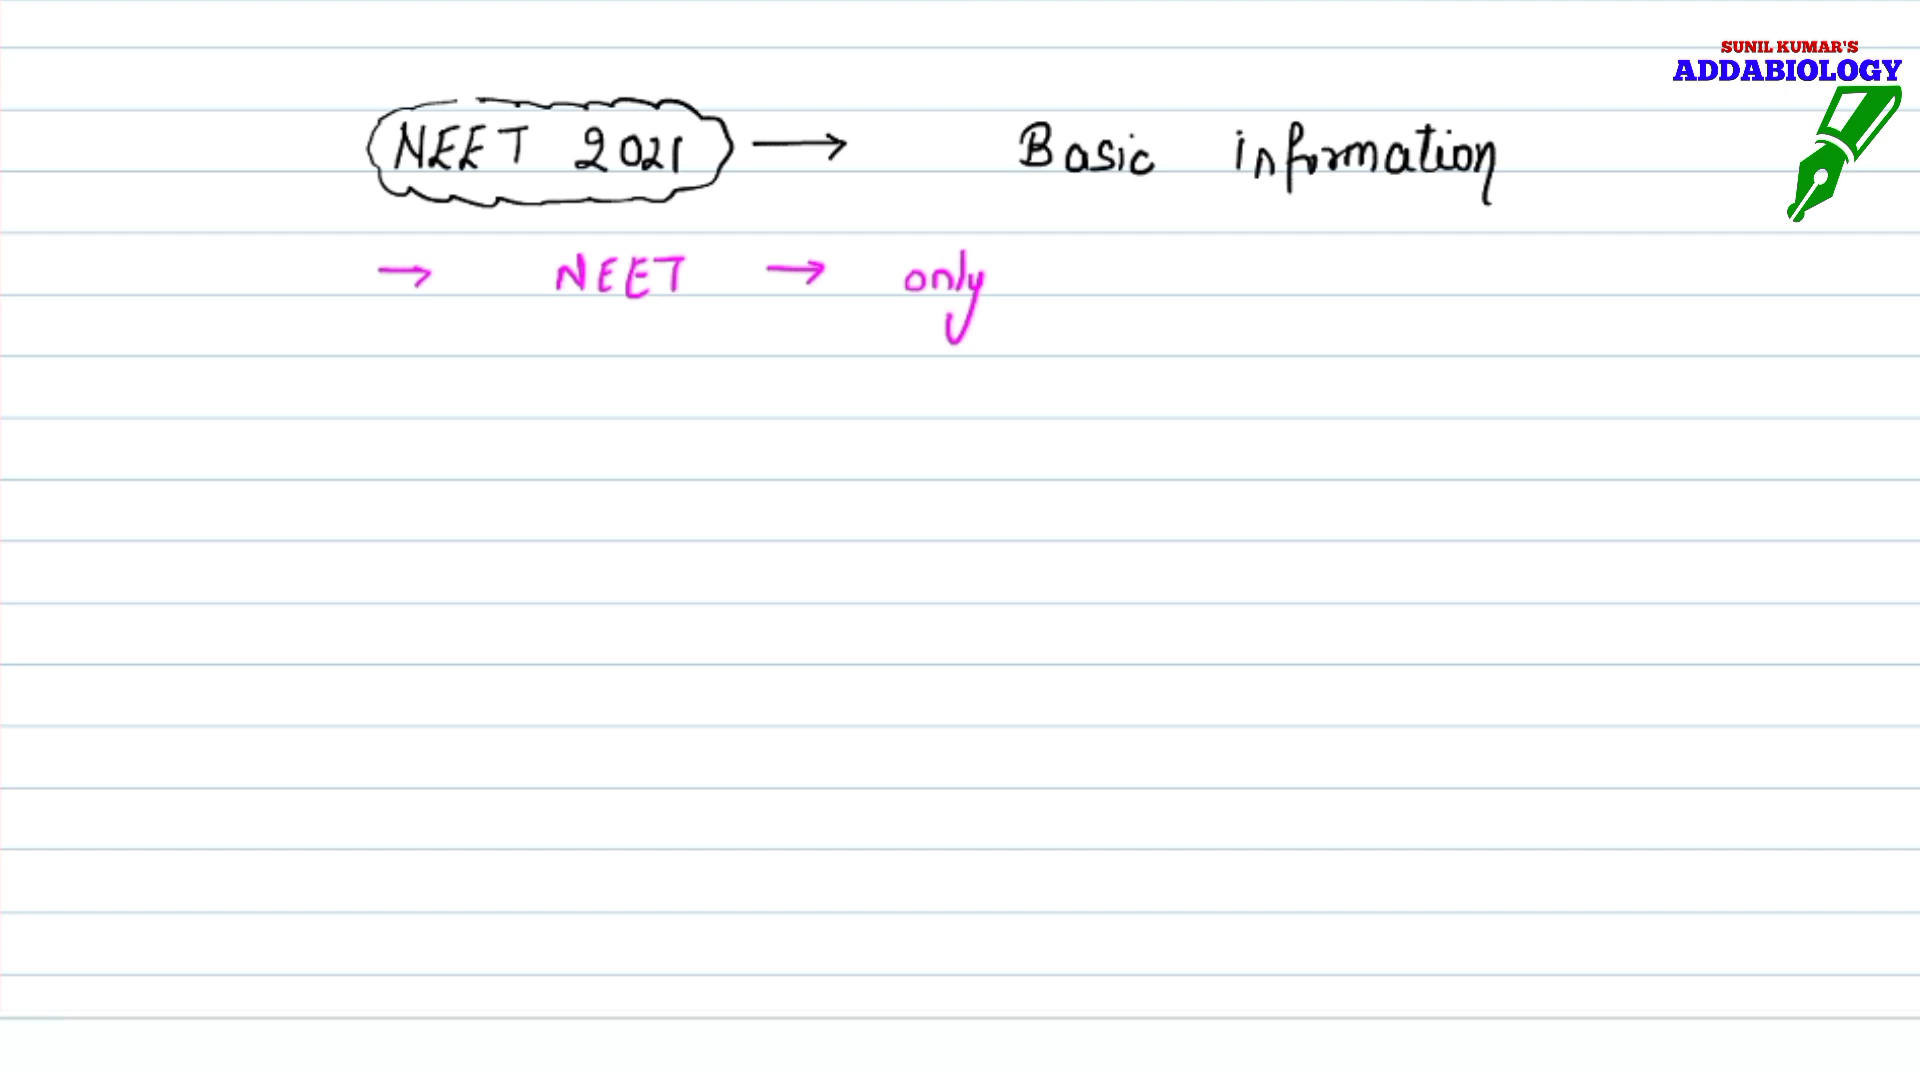 SUNIL KUMAR'S
ADDABIOLOGY
NEET 2021 → Basic information
→ NEET → only